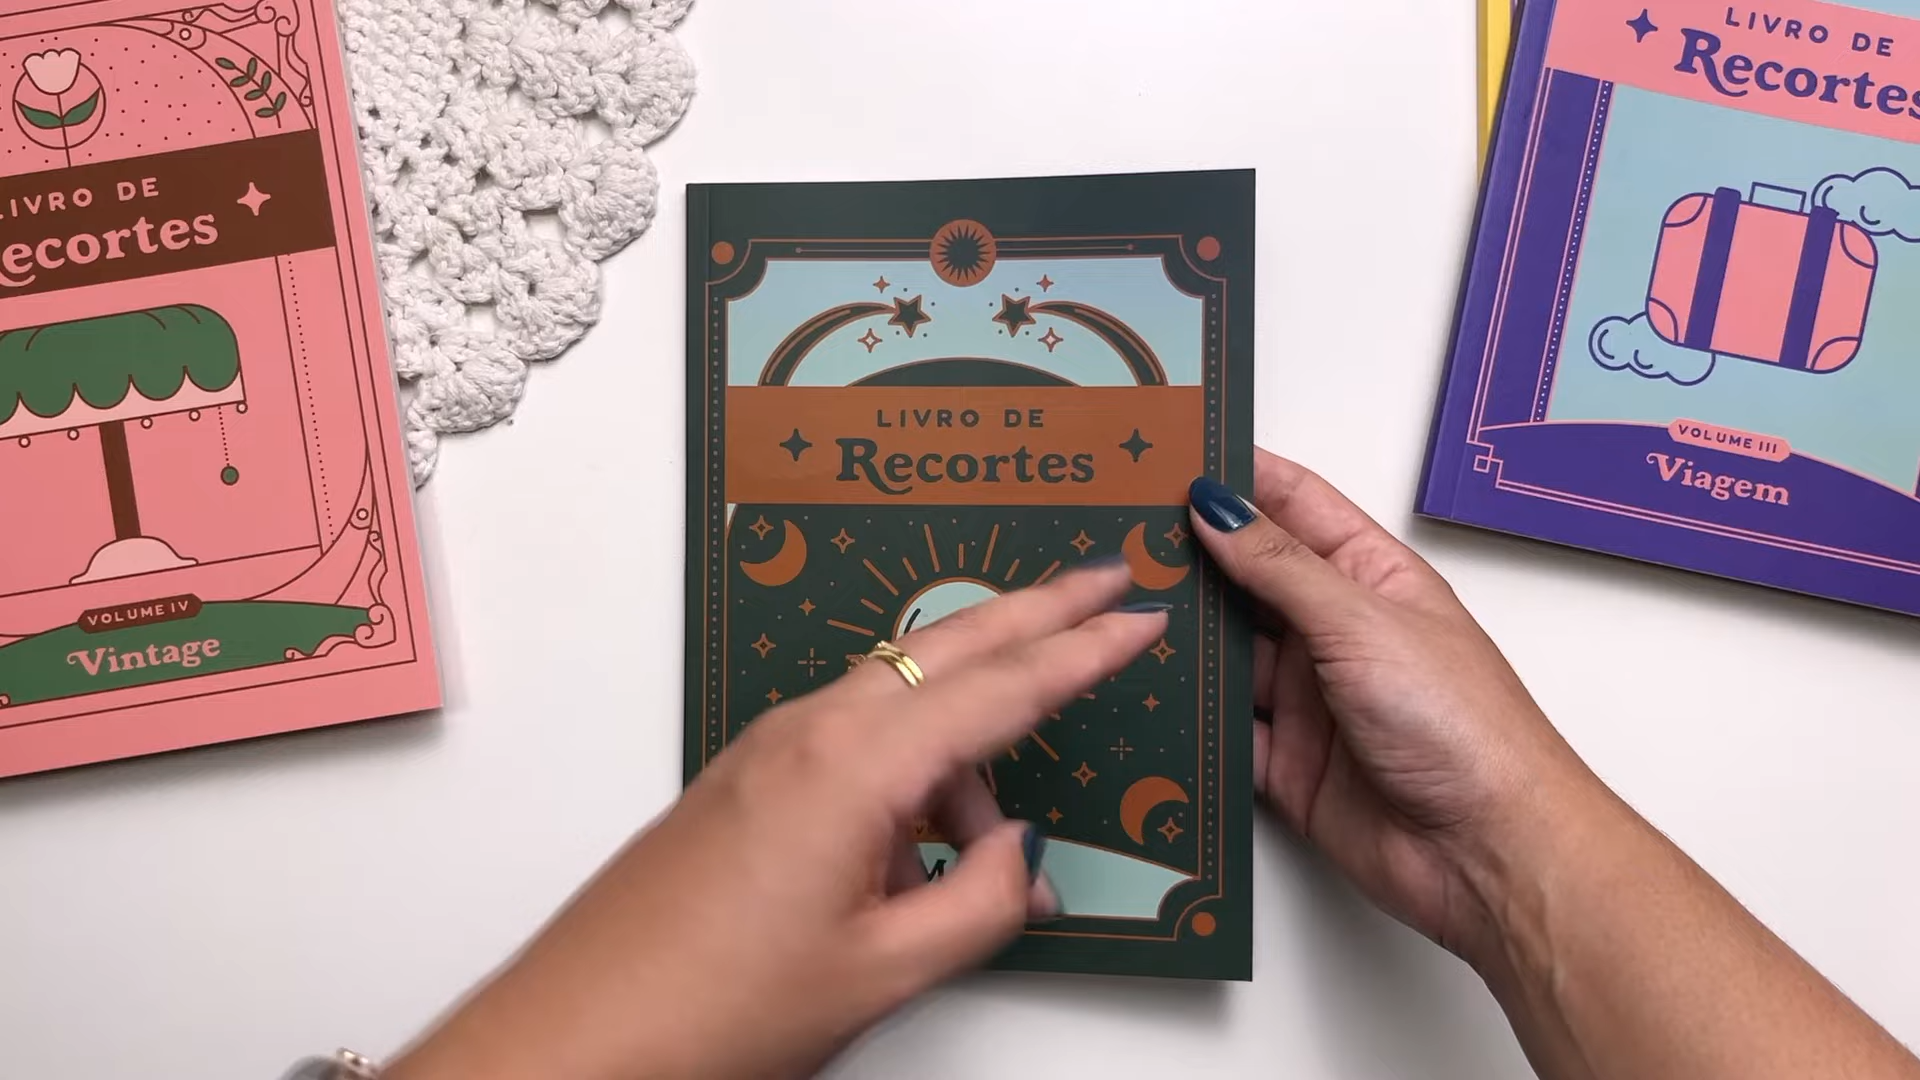 LIVRO DE
Recortes
VOLUME IV
Vintage
LIVRO DE
Recortes
LIVRO DE
Recortes
VOLUME III
Viagem